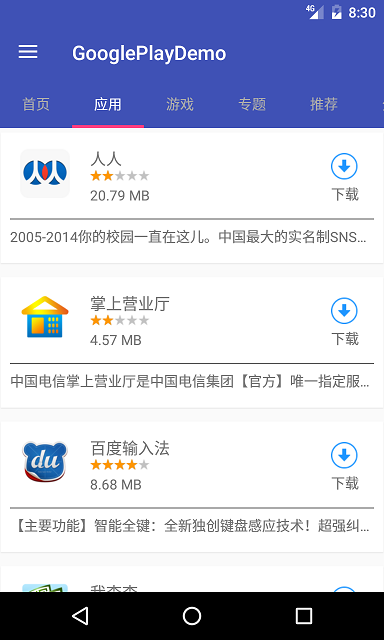 4G 8:30
GooglePlayDemo
首页 应用 游戏 专题 推荐
人人
20.79 MB
下载
2005-2014你的校园一直在这儿。中国最大的实名制SNS...
掌上营业厅
4.57 MB
下载
中国电信掌上营业厅是中国电信集团【官方】唯一指定服...
du
百度输入法
8.68 MB
下载
【主要功能】智能全键：全新独创键盘感应技术！超强纠...